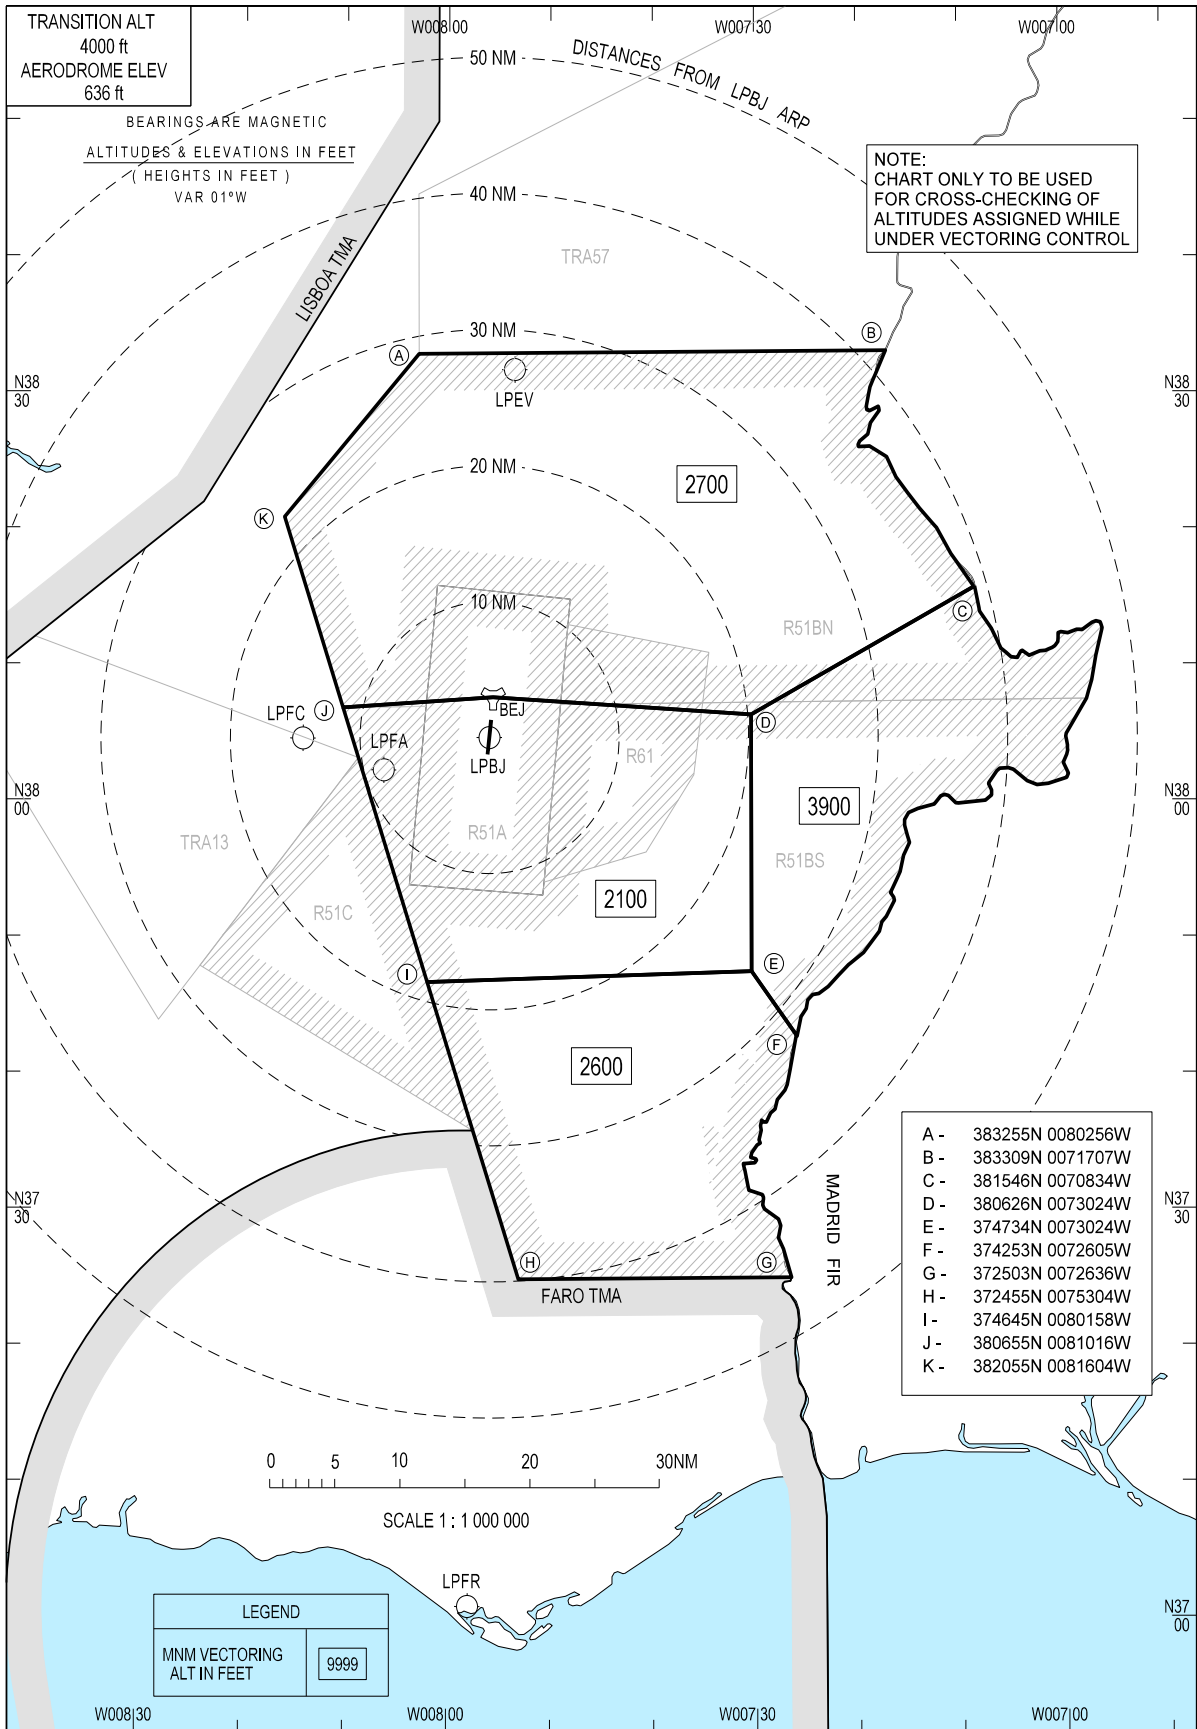 TRANSITION ALT
4000 ft
AERODROME ELEV
636 ft
BEARINGS ARE MAGNETIC
ALTITUDES & ELEVATIONS IN FEET
( HEIGHTS IN FEET )
VAR 01°W
W008 00
W007 30
W007 00
50 NM
DISTANCES FROM LPBJ ARP
NOTE:
CHART ONLY TO BE USED
FOR CROSS-CHECKING OF
ALTITUDES ASSIGNED WHILE
UNDER VECTORING CONTROL
40 NM
LISBOA TMA
TRA57
30 NM
A
B
LPEV
N38
30
N38
30
20 NM
2700
K
10 NM
C
R51BN
BEJ
J
D
LPFC
LPFA
LPBJ
R61
N38
00
N38
00
3900
TRA13
R51A
R51BS
2100
R51C
I
E
F
2600
N37
30
N37
30
MADRID FIR
H
G
FARO TMA
A - 383255N 0080256W
B - 383309N 0071707W
C - 381546N 0070834W
D - 380626N 0073024W
E - 374734N 0073024W
F - 374253N 0072605W
G - 372503N 0072636W
H - 372455N 0075304W
I - 374645N 0080158W
J - 380655N 0081016W
K - 382055N 0081604W
0 5 10 20 30NM
SCALE 1 : 1 000 000
LPFR
LEGEND
MNM VECTORING
ALT IN FEET
9999
N37
00
W008 30
W008 00
W007 30
W007 00